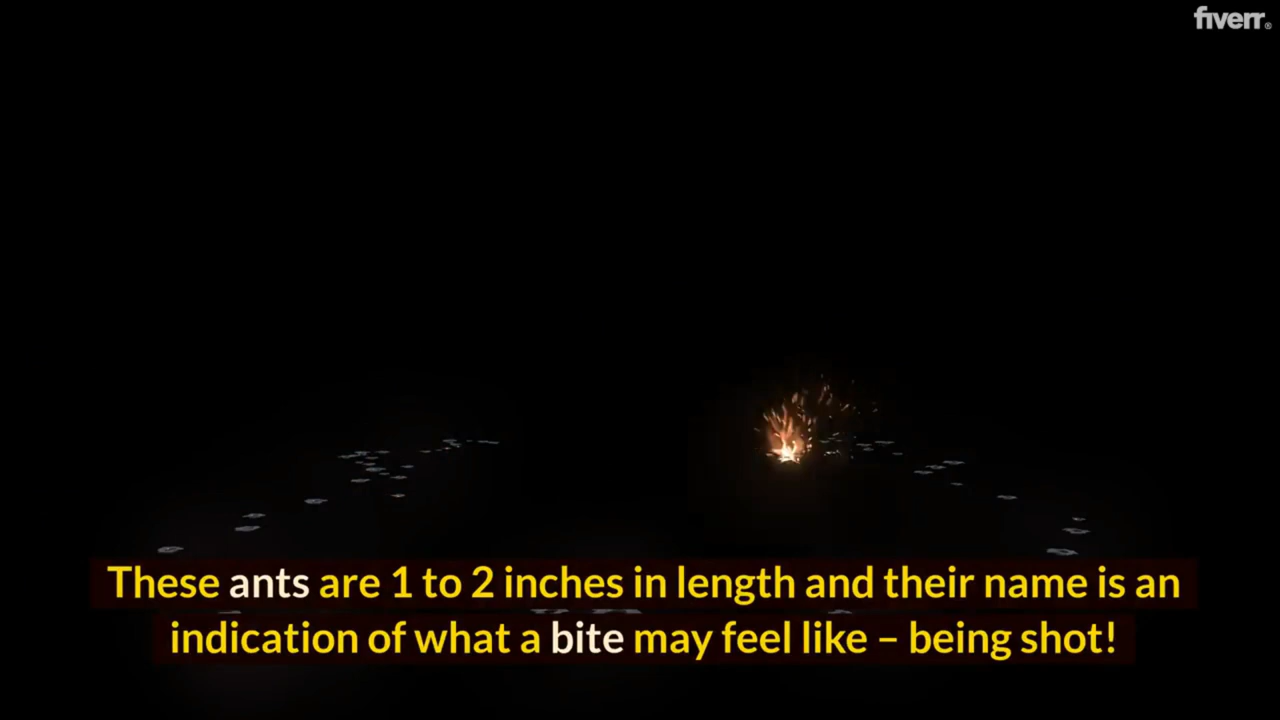 fiverr®
These ants are 1 to 2 inches in length and their name is an
indication of what a bite may feel like – being shot!